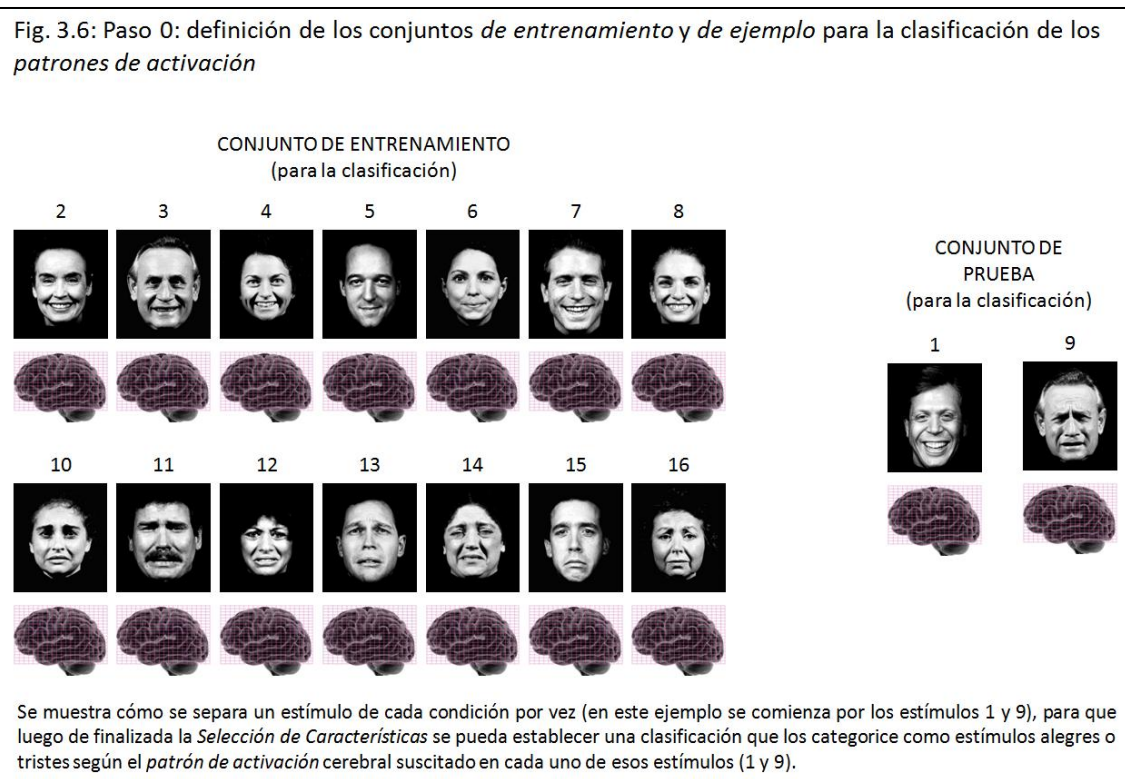 Fig. 3.6: Paso 0: definición de los conjuntos de entrenamiento y de ejemplo para la clasificación de los
patrones de activación
CONJUNTO DE ENTRENAMIENTO
(para la clasificación)
2 3 4 5 6 7 8
10 11 12 13 14 15 16
CONJUNTO DE
PRUEBA
(para la clasificación)
1 9
Se muestra cómo se separa un estímulo de cada condición por vez (en este ejemplo se comienza por los estímulos 1 y 9), para que
luego de finalizada la Selección de Características se pueda establecer una clasificación que los categorice como estímulos alegres o
tristes según el patrón de activación cerebral suscitado en cada uno de esos estímulos (1 y 9).